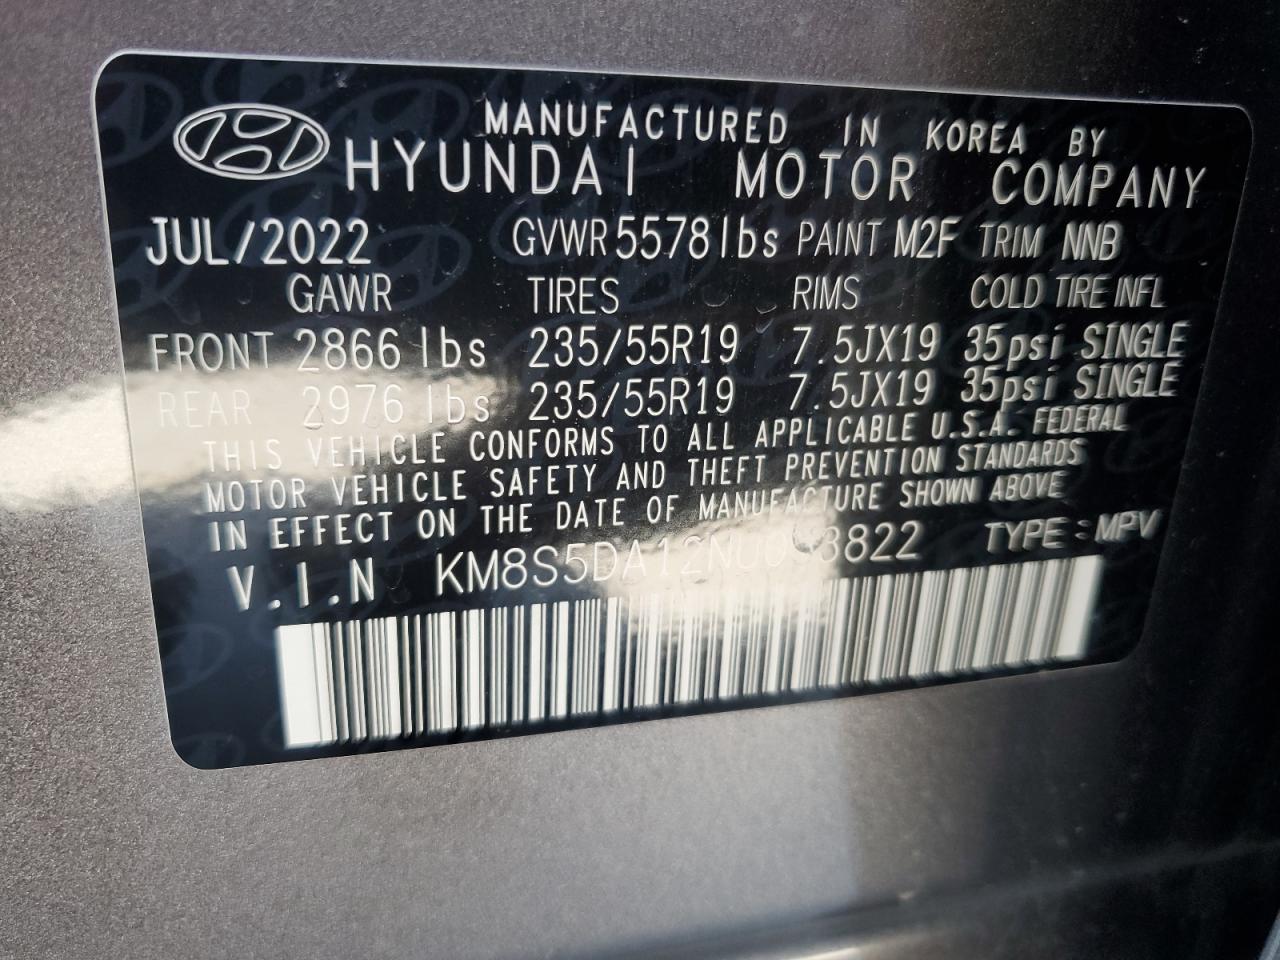 MANUFACTURED IN KOREA BY
HYUNDAI MOTOR COMPANY
JUL/2022 GVWR 5578lbs PAINT M2F TRIM NNB
GAWR TIRES RIMS COLD TIRE INFL
FRONT 2866 lbs 235/55R19 7.5JX19 35psi SINGLE
REAR 2976 lbs 235/55R19 7.5JX19 35psi SINGLE
THIS VEHICLE CONFORMS TO ALL APPLICABLE U.S.A. FEDERAL
MOTOR VEHICLE SAFETY AND THEFT PREVENTION STANDARDS
IN EFFECT ON THE DATE OF MANUFACTURE SHOWN ABOVE
V.I.N TYPE : MPV